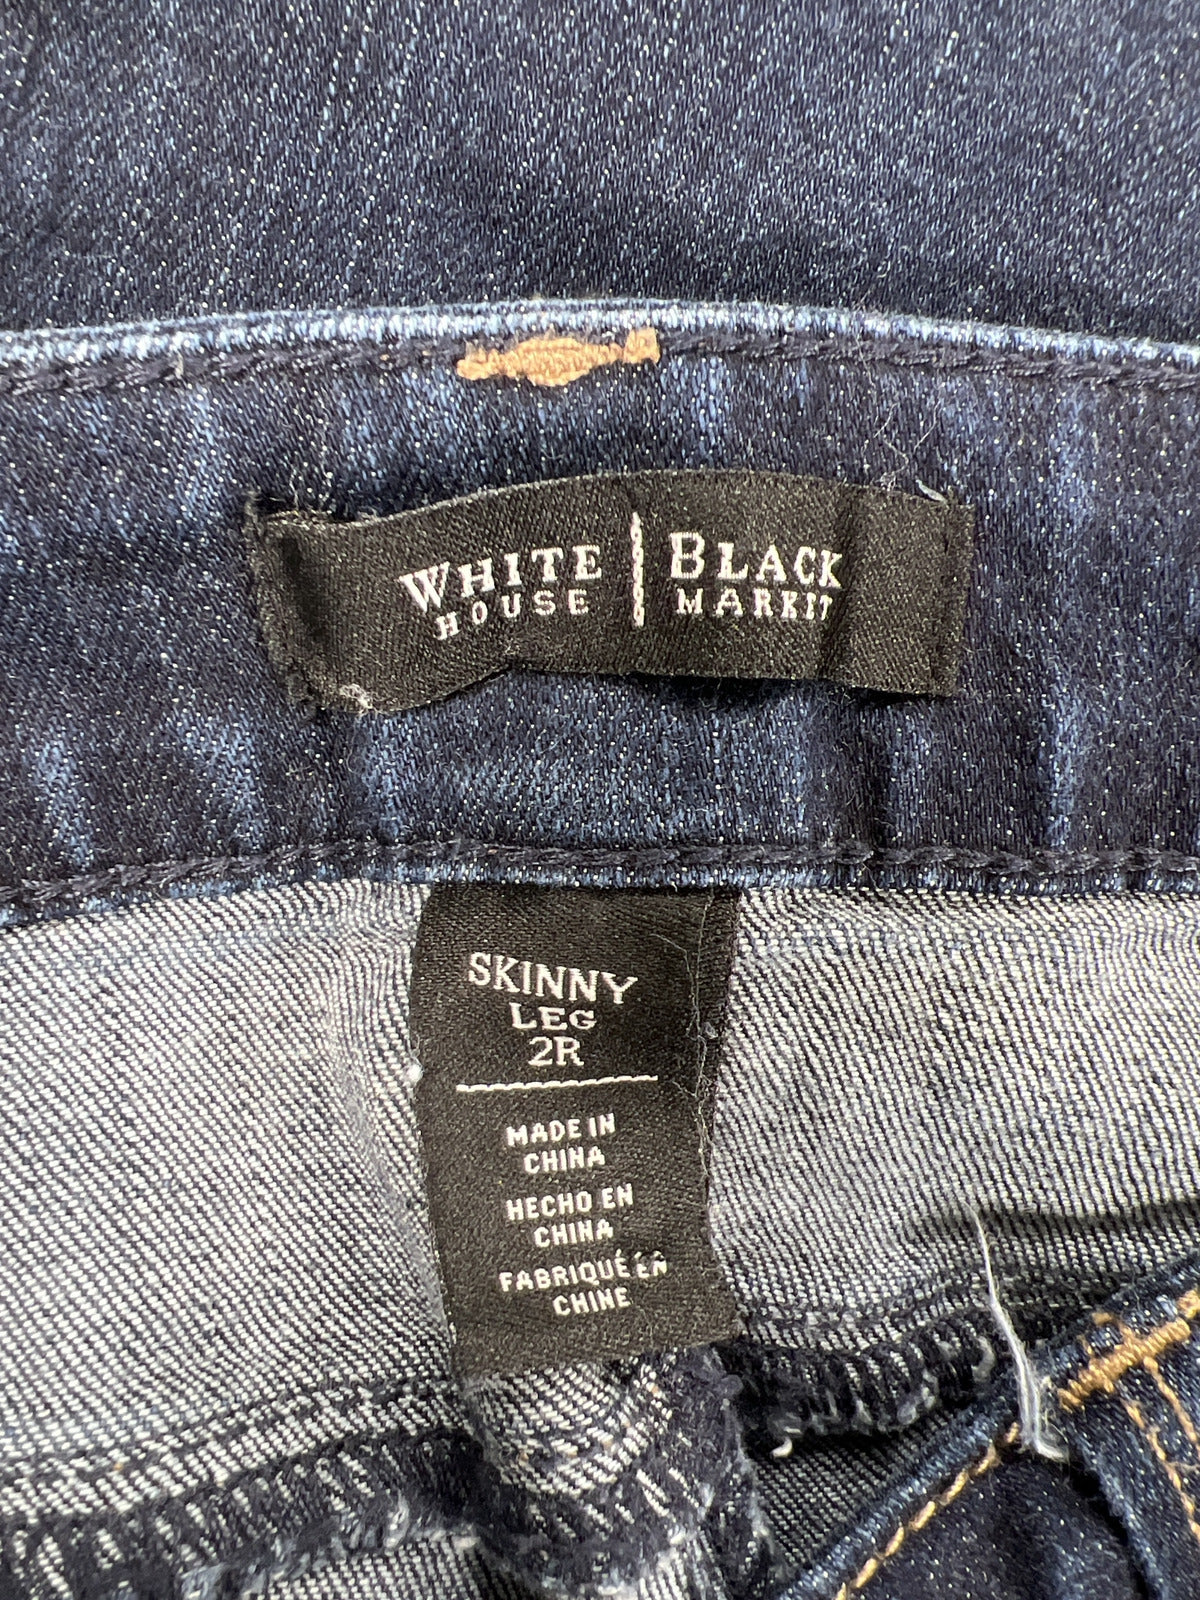 WHITE | BLACK
HOUSE | MARKET
SKINNY
LEG
2R
MADE IN
CHINA
HECHO EN
CHINA
FABRIQUÉ EN
CHINE